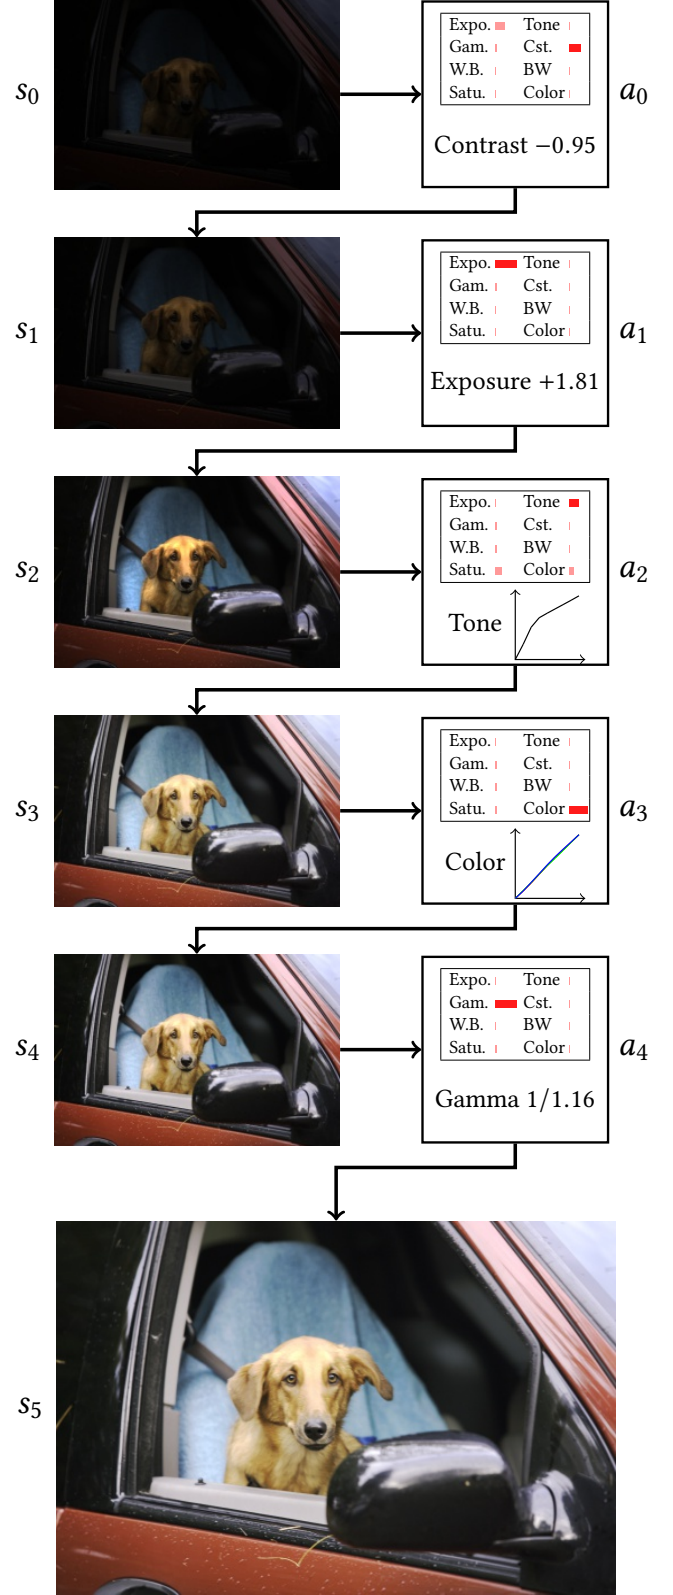 s0
Expo. Tone
Gam. Cst.
W.B. BW
Satu. Color
Contrast −0.95
a0
s1
Expo. Tone
Gam. Cst.
W.B. BW
Satu. Color
Exposure +1.81
a1
s2
Expo. Tone
Gam. Cst.
W.B. BW
Satu. Color
Tone
a2
s3
Expo. Tone
Gam. Cst.
W.B. BW
Satu. Color
Color
a3
s4
Expo. Tone
Gam. Cst.
W.B. BW
Satu. Color
Gamma 1/1.16
a4
s5